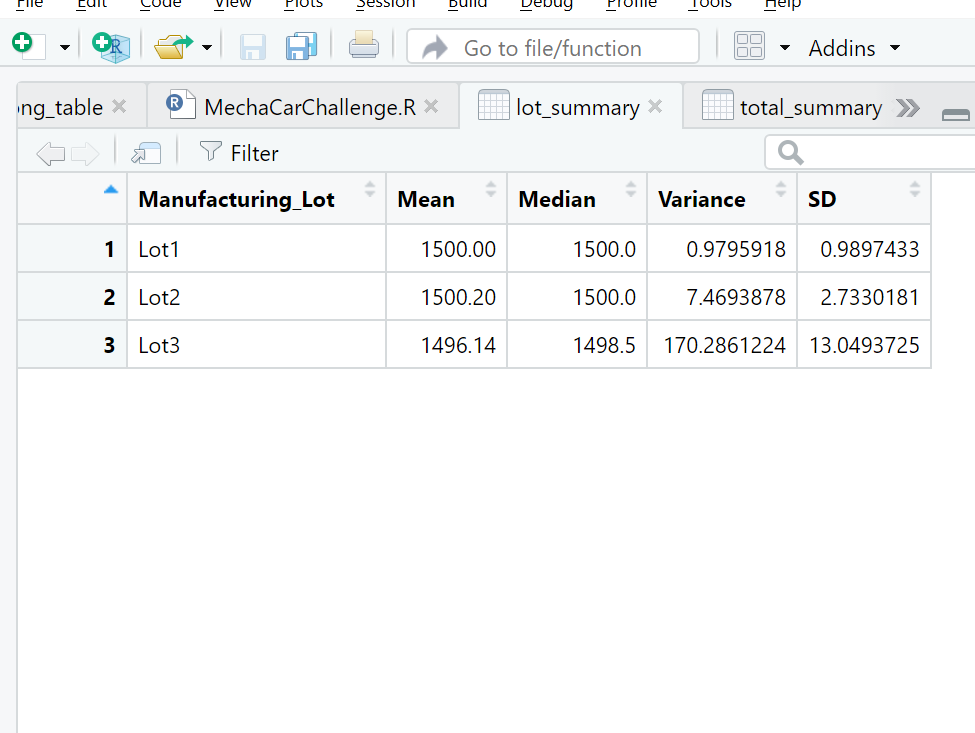 File Edit Code View Plots Session Build Debug Profile Tools Help
Go to file/function Addins
ong_table MechaCarChallenge.R lot_summary total_summary
Filter
Manufacturing_Lot Mean Median Variance SD
1 Lot1 1500.00 1500.0 0.9795918 0.9897433
2 Lot2 1500.20 1500.0 7.4693878 2.7330181
3 Lot3 1496.14 1498.5 170.2861224 13.0493725